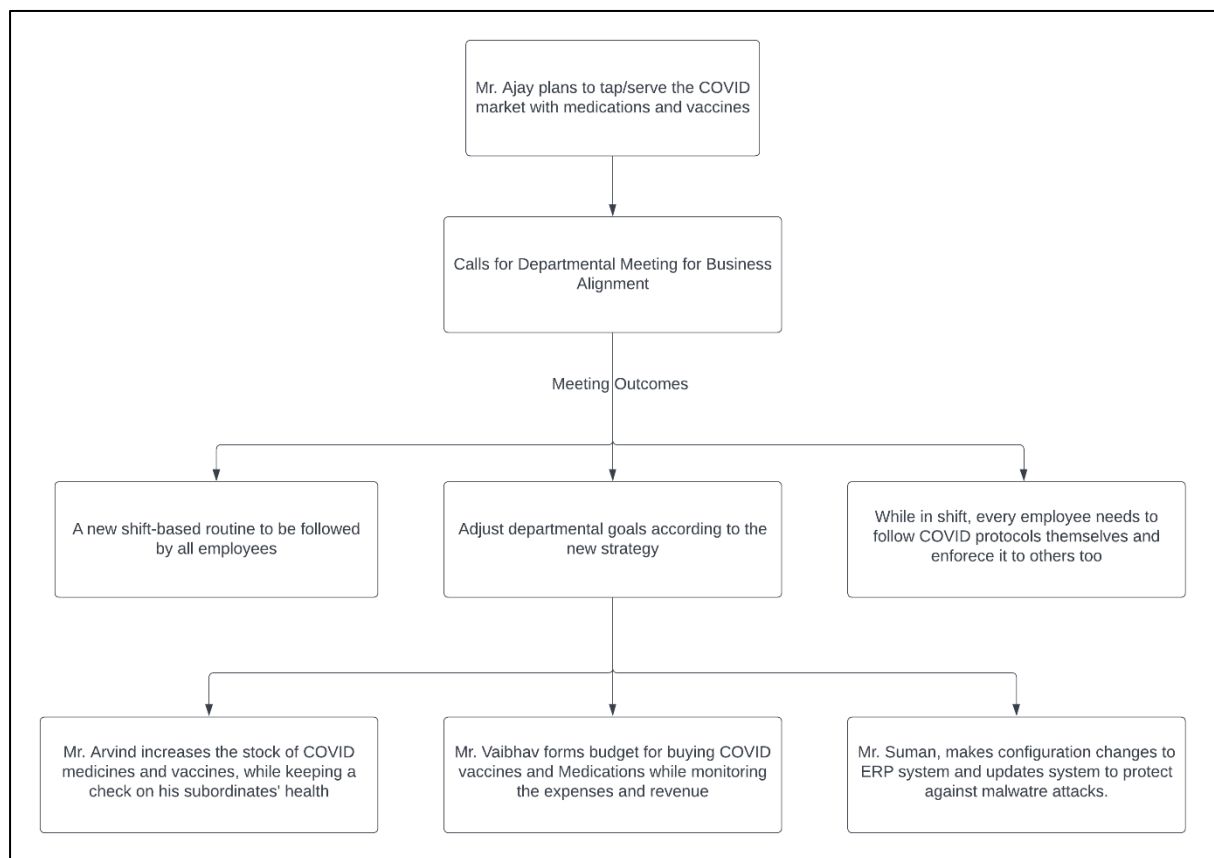 Mr. Ajay plans to tap/serve the COVID
market with medications and vaccines
Calls for Departmental Meeting for Business
Alignment
Meeting Outcomes
A new shift-based routine to be followed
by all employees
Adjust departmental goals according to the
new strategy
While in shift, every employee needs to
follow COVID protocols themselves and
enforece it to others too
Mr. Arvind increases the stock of COVID
medicines and vaccines, while keeping a
check on his subordinates' health
Mr. Vaibhav forms budget for buying COVID
vaccines and Medications while monitoring
the expenses and revenue
Mr. Suman, makes configuration changes to
ERP system and updates system to protect
against malwatre attacks.